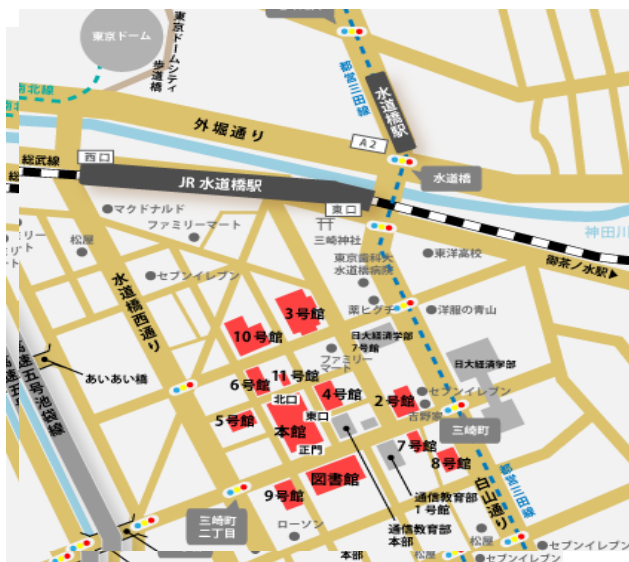 東京ドーム
東京ドームシティ
歩道橋
南北線
都営三田線
水道橋駅
外堀通り
A2
水道橋
総武線
西口
JR 水道橋駅
東口
神田川
御茶ノ水駅▶
マクドナルド
ファミリーマート
松屋
三崎神社
東京歯科大
水道橋病院
東洋高校
セブンイレブン
水道橋西通り
薬ヒグチ
洋服の青山
3号館
10号館
日大経済学部
7号館
ファミリー
マート
日大経済学部
あいあい橋
高速五号池袋線
6号館
11号館
北口
4号館
2号館
セブンイレブン
吉野家
5号館
本館
東口
正門
三崎町
7号館
8号館
図書館
9号館
通信教育部
1号館
三崎町
二丁目
ローソン
通信教育部
本部
白山通り
都営三田線
松屋
セブンイレブン
本部
松屋
セブンイレブン